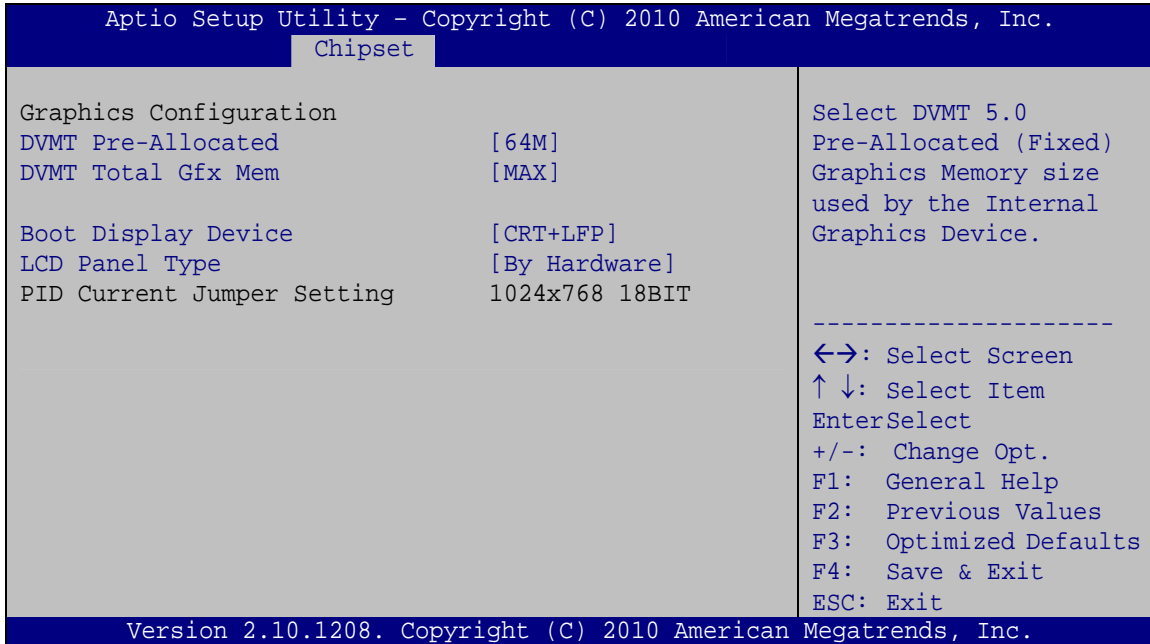 Aptio Setup Utility – Copyright (C) 2010 American Megatrends, Inc.
Chipset
Graphics Configuration
DVMT Pre-Allocated [64M]
DVMT Total Gfx Mem [MAX]
Boot Display Device [CRT+LFP]
LCD Panel Type [By Hardware]
PID Current Jumper Setting 1024x768 18BIT
Select DVMT 5.0
Pre-Allocated (Fixed)
Graphics Memory size
used by the Internal
Graphics Device.
---------------------
←→: Select Screen
↑ ↓: Select Item
EnterSelect
+/-: Change Opt.
F1: General Help
F2: Previous Values
F3: Optimized Defaults
F4: Save & Exit
ESC: Exit
Version 2.10.1208. Copyright (C) 2010 American Megatrends, Inc.